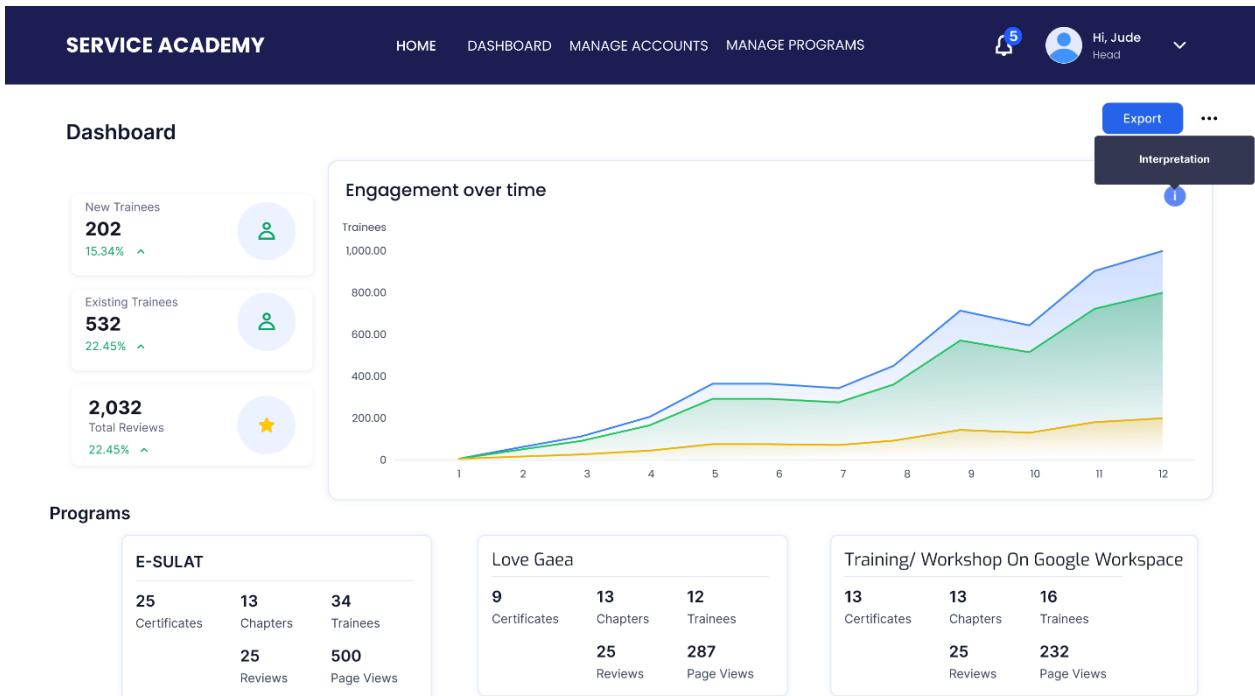 SERVICE ACADEMY
HOME DASHBOARD MANAGE ACCOUNTS MANAGE PROGRAMS
5
Hi, Jude
Head
Dashboard
Export
Interpretation
i
New Trainees
202
15.34%
Existing Trainees
532
22.45%
2,032
Total Reviews
22.45%
Engagement over time
Trainees
1,000.00
800.00
600.00
400.00
200.00
0
1 2 3 4 5 6 7 8 9 10 11 12
Programs
E-SULAT
25 13 34
Certificates Chapters Trainees
25 500
Reviews Page Views
Love Gaea
9 13 12
Certificates Chapters Trainees
25 287
Reviews Page Views
Training/ Workshop On Google Workspace
13 13 16
Certificates Chapters Trainees
25 232
Reviews Page Views